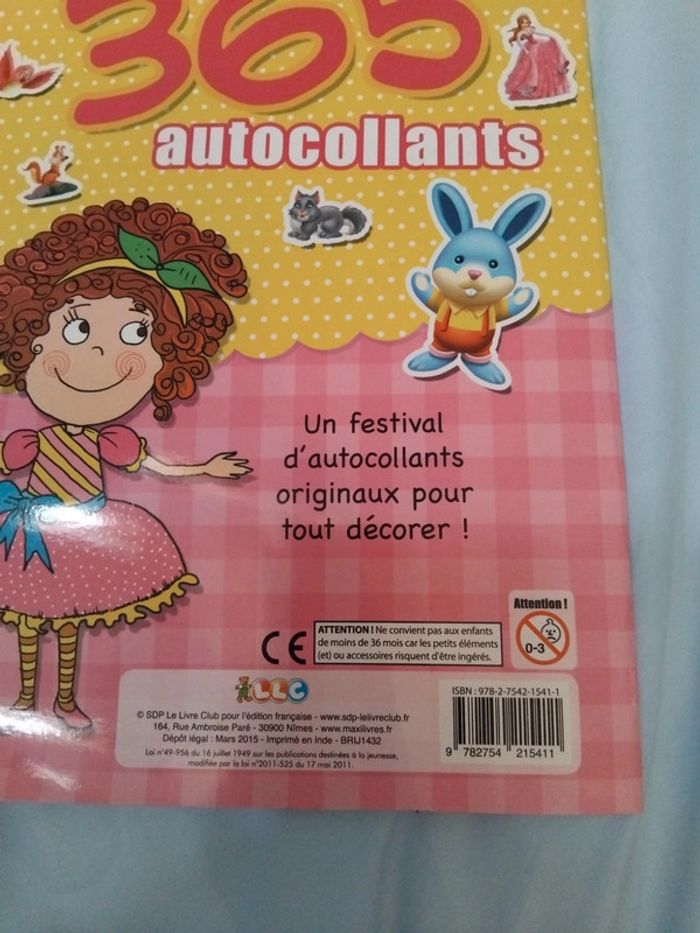 365
autocollants
Un festival
d'autocollants
originaux pour
tout décorer !
Attention !
0-3
CE
ATTENTION ! Ne convient pas aux enfants
de moins de 36 mois car les petits éléments
(et) ou accessoires risquent d'être ingérés.
LLC
© SDP Le Livre Club pour l'édition française - www.sdp-lelivreclub.fr
164, Rue Ambroise Paré - 30900 Nîmes - www.maxilivres.fr
Dépôt légal : Mars 2015 - Imprimé en Inde - BRIJ1432
Loi n°49-956 du 16 juillet 1949 sur les publications destinées à la jeunesse,
modifiée par la loi n°2011-525 du 17 mai 2011.
ISBN : 978-2-7542-1541-1
9 782754 215411